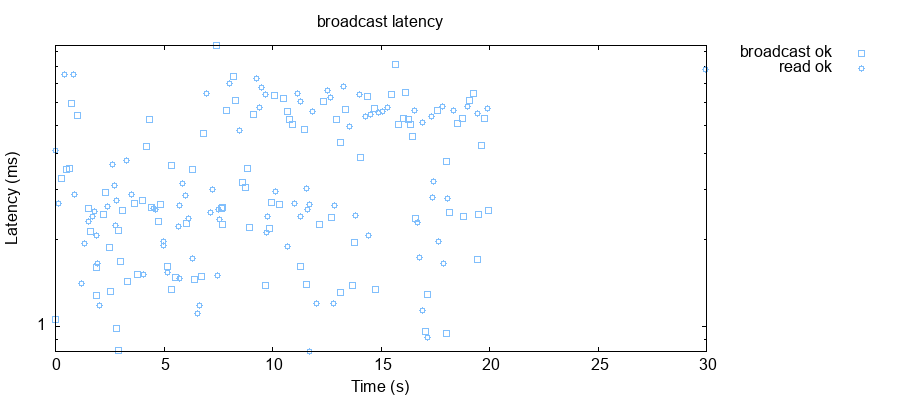 broadcast latency
broadcast ok
read ok
Latency (ms)
1
0 5 10 15 20 25 30
Time (s)